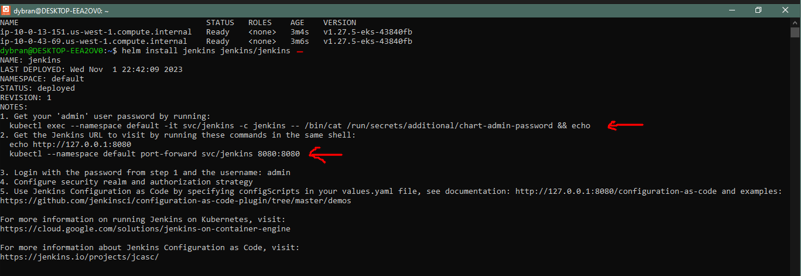 dybran@DESKTOP-EEA2OV0: ~
NAME STATUS ROLES AGE VERSION
ip-10-0-13-151.us-west-1.compute.internal Ready <none> 3m4s v1.27.5-eks-43840fb
ip-10-0-43-69.us-west-1.compute.internal Ready <none> 3m6s v1.27.5-eks-43840fb
dybran@DESKTOP-EEA2OV0:~$ helm install jenkins jenkins/jenkins
NAME: jenkins
LAST DEPLOYED: Wed Nov  1 22:42:09 2023
NAMESPACE: default
STATUS: deployed
REVISION: 1
NOTES:
1. Get your 'admin' user password by running:
  kubectl exec --namespace default -it svc/jenkins -c jenkins -- /bin/cat /run/secrets/additional/chart-admin-password && echo
2. Get the Jenkins URL to visit by running these commands in the same shell:
  echo http://127.0.0.1:8080
  kubectl --namespace default port-forward svc/jenkins 8080:8080
3. Login with the password from step 1 and the username: admin
4. Configure security realm and authorization strategy
5. Use Jenkins Configuration as Code by specifying configScripts in your values.yaml file, see documentation: http://127.0.0.1:8080/configuration-as-code and examples:
https://github.com/jenkinsci/configuration-as-code-plugin/tree/master/demos
For more information on running Jenkins on Kubernetes, visit:
https://cloud.google.com/solutions/jenkins-on-container-engine
For more information about Jenkins Configuration as Code, visit:
https://jenkins.io/projects/jcasc/